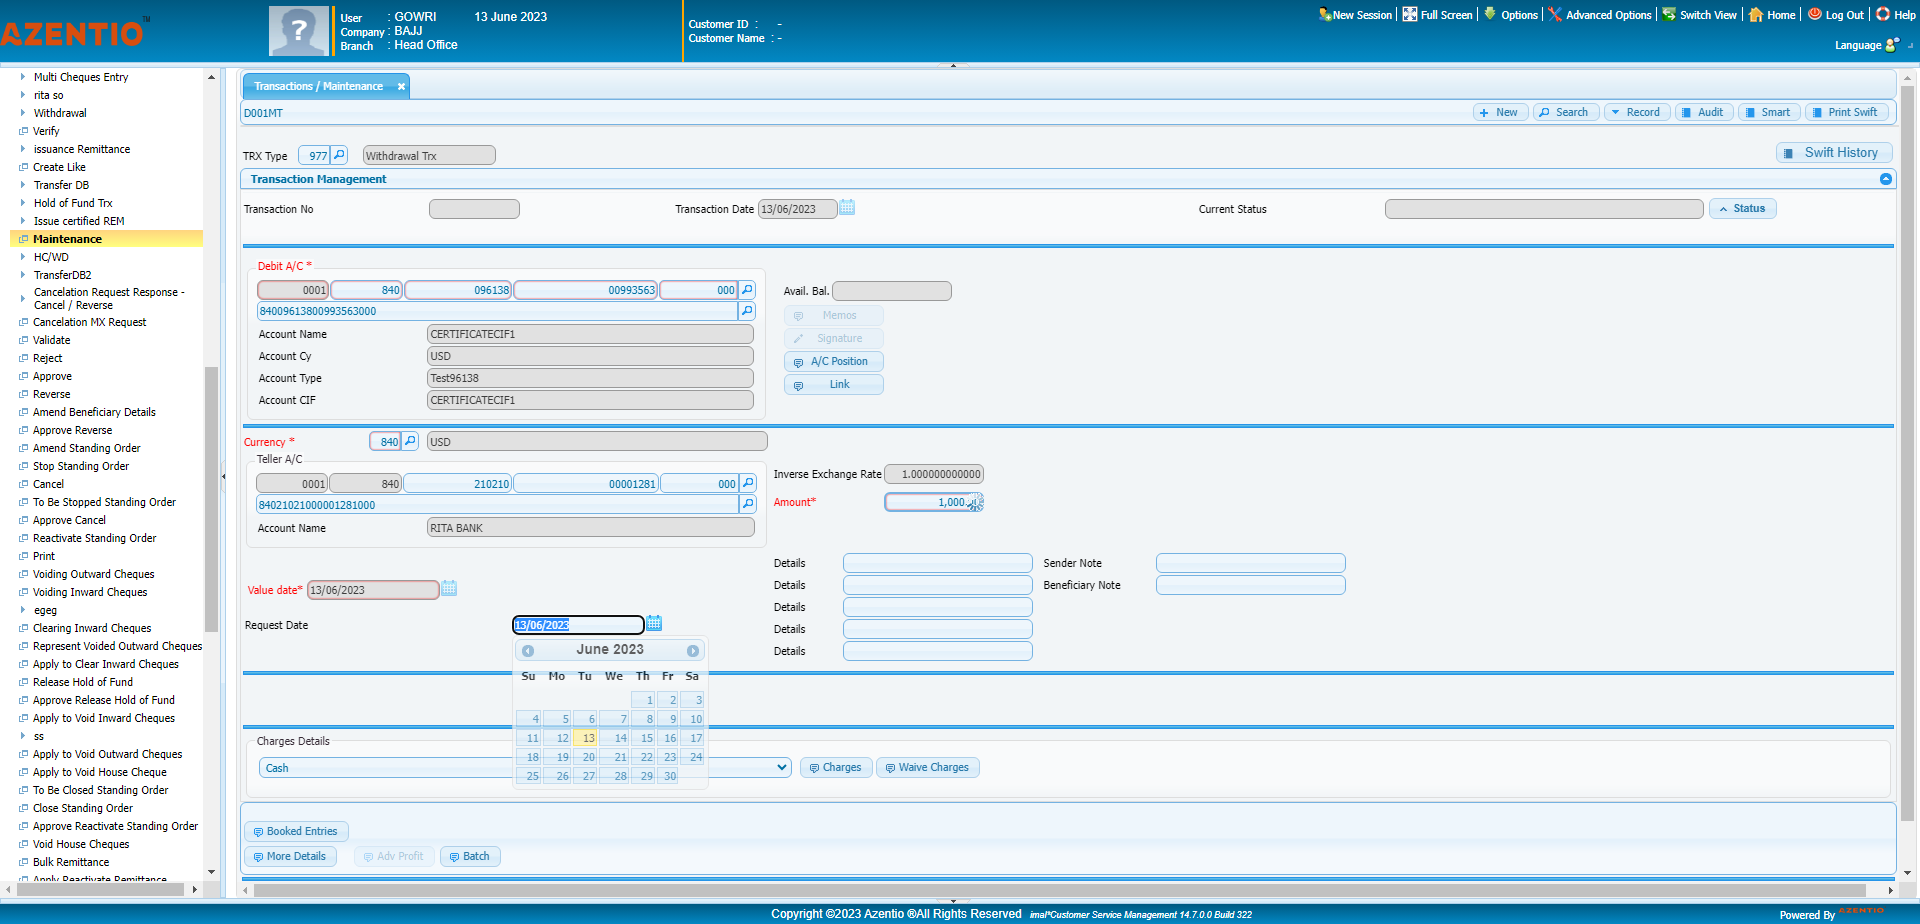 AZENTIO™
User : GOWRI 13 June 2023
Company : BAJJ
Branch : Head Office
Customer ID : -
Customer Name : -
New Session Full Screen Options Advanced Options Switch View Home Log Out Help
Language
Multi Cheques Entry
rita so
Withdrawal
Verify
issuance Remittance
Create Like
Transfer DB
Hold of Fund Trx
Issue certified REM
Maintenance
HC/WD
TransferDB2
Cancelation Request Response -
Cancel / Reverse
Cancelation MX Request
Validate
Reject
Approve
Reverse
Amend Beneficiary Details
Approve Reverse
Amend Standing Order
Stop Standing Order
Cancel
To Be Stopped Standing Order
Approve Cancel
Reactivate Standing Order
Print
Voiding Outward Cheques
Voiding Inward Cheques
egeg
Clearing Inward Cheques
Represent Voided Outward Cheques
Apply to Clear Inward Cheques
Release Hold of Fund
Approve Release Hold of Fund
Apply to Void Inward Cheques
ss
Apply to Void Outward Cheques
Apply to Void House Cheque
To Be Closed Standing Order
Close Standing Order
Approve Reactivate Standing Order
Void House Cheques
Bulk Remittance
Apply Reactivate Remittance
Transactions / Maintenance
D001MT New Search Record Audit Smart Print Swift
TRX Type 977 Withdrawal Trx Swift History
Transaction Management
Transaction No Transaction Date 13/06/2023 Current Status Status
Debit A/C *
0001 840 096138 00993563 000
84009613800993563000
Account Name CERTIFICATECIF1
Account Cy USD
Account Type Test96138
Account CIF CERTIFICATECIF1
Avail. Bal.
Memos
Signature
A/C Position
Link
Currency * 840 USD
Teller A/C
0001 840 210210 00001281 000
84021021000001281000
Account Name RITA BANK
Inverse Exchange Rate 1.000000000000
Amount* 1,000.
Details Sender Note
Details Beneficiary Note
Details
Details
Details
Value date* 13/06/2023
Request Date 13/06/2023
June 2023
Su Mo Tu We Th Fr Sa
1 2 3
4 5 6 7 8 9 10
11 12 13 14 15 16 17
18 19 20 21 22 23 24
25 26 27 28 29 30
Charges Details
Cash Charges Waive Charges
Booked Entries
More Details Adv Profit Batch
Copyright ©2023 Azentio ®All Rights Reserved imal*Customer Service Management 14.7.0.0 Build 322
Powered By AZENTIO